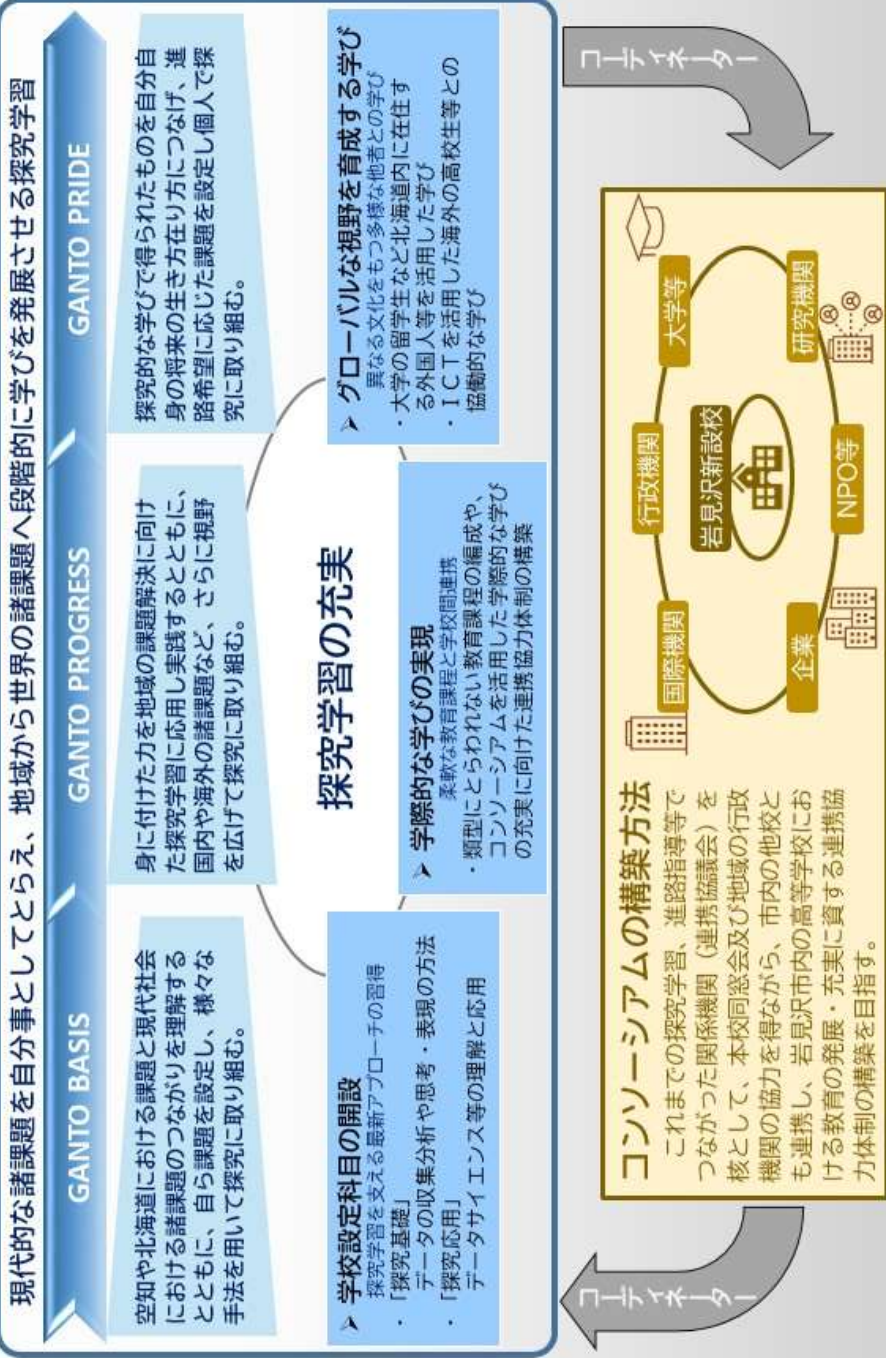 現代的な諸課題を自分事としてとらえ、地域から世界の諸課題へ段階的に学びを発展させる探究学習
GANTO BASIS
GANTO PROGRESS
GANTO PRIDE
空知や北海道における課題と現代社会
における諸課題のつながりを理解する
とともに、自ら課題を設定し、様々な
手法を用いて探究に取り組む。
身に付けた力を地域の課題解決に向け
た探究学習に応用し実践するとともに、
国内や海外の諸課題など、さらに視野
を広げて探究に取り組む。
探究的な学びで得られたものを自分自
身の将来の生き方在り方につなげ、進
路希望に応じた課題を設定し個人で探
究に取り組む。
探究学習の充実
➢ 学校設定科目の開設
探究学習を支える最新アプローチの習得
・「探究基礎」
データの収集分析や思考・表現の方法
・「探究応用」
データサイエンス等の理解と応用
➢ 学際的な学びの実現
柔軟な教育課程と学校間連携
・類型にとらわれない教育課程の編成や、
コンソーシアムを活用した学際的な学び
の充実に向けた連携協力体制の構築
➢ グローバルな視野を育成する学び
異なる文化をもつ多様な他者との学び
・大学の留学生など北海道内に在住す
る外国人等を活用した学び
・ＩＣＴを活用した海外の高校生等との
協働的な学び
コーディネーター
コーディネーター
コンソーシアムの構築方法
これまでの探究学習、進路指導等で
つながった関係機関（連携協議会）を
核として、本校同窓会及び地域の行政
機関の協力を得ながら、市内の他校と
も連携し、岩見沢市内の高等学校にお
ける教育の発展・充実に資する連携協
力体制の構築を目指す。
国際機関
行政機関
大学等
岩見沢新設校
企業
NPO等
研究機関